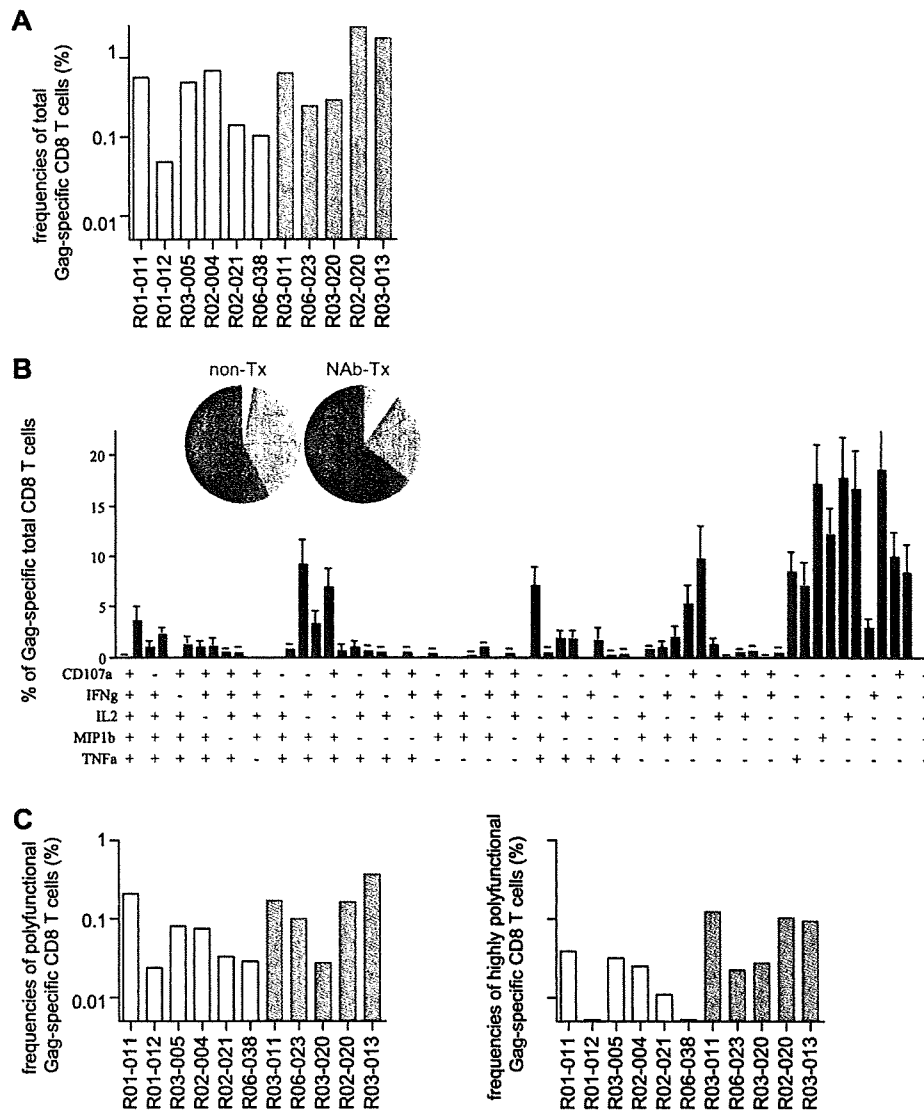 A
frequencies of total
Gag-specific CD8 T cells (%)
1
0.1
0.01
R01-011 R01-012 R03-005 R02-004 R02-021 R06-038 R03-011 R06-023 R03-020 R02-020 R03-013
B
non-Tx NAb-Tx
% of Gag-specific total CD8 T cells
20
15
10
5
0
CD107a + - + + + + - - + - + + - + + + - - - + - - + - + + - - - - + -
IFNg + + - + + + - + - + - + + - + + - - + - - + - + - + - - - + - -
IL2 + + + - + + + - - + + - + + - + - + - - + - - + + - - - + - - -
MIP1b + + + + - + + + + - - - + + + - + - - - + + + - - - - + - - - -
TNFa + + + + + - + + + + + + - - - - + + + + - - - - - - + - - - - -
C
frequencies of polyfunctional
Gag-specific CD8 T cells (%)
1
0.1
0.01
R01-011 R01-012 R03-005 R02-004 R02-021 R06-038 R03-011 R06-023 R03-020 R02-020 R03-013
frequencies of highly polyfunctional
Gag-specific CD8 T cells (%)
R01-011 R01-012 R03-005 R02-004 R02-021 R06-038 R03-011 R06-023 R03-020 R02-020 R03-013